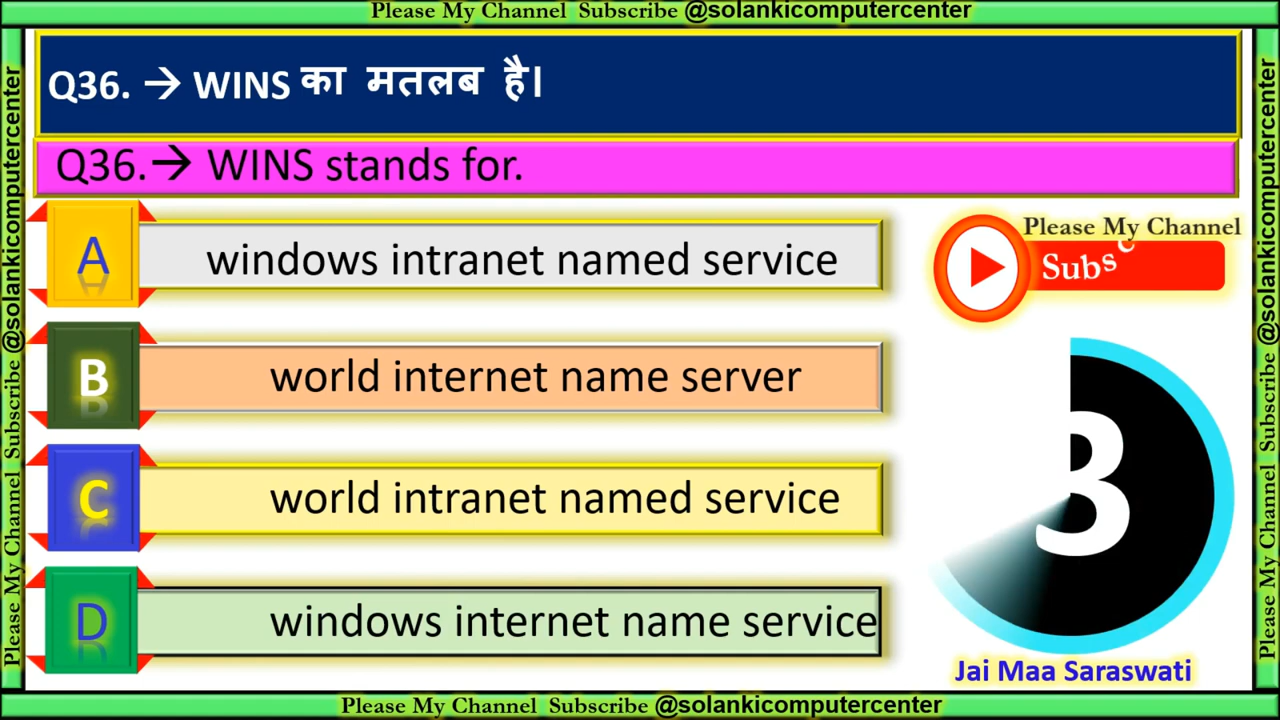 Please My Channel Subscribe @solankicomputercenter
Q36. → WINS का मतलब है।
Q36.→ WINS stands for.
A windows intranet named service
B world internet name server
C world intranet named service
D windows internet name service
Please My Channel
Subsc
3
Jai Maa Saraswati
Please My Channel Subscribe @solankicomputercenter
Please My Channel Subscribe @solankicomputercenter
Please My Channel Subscribe @solankicomputercenter